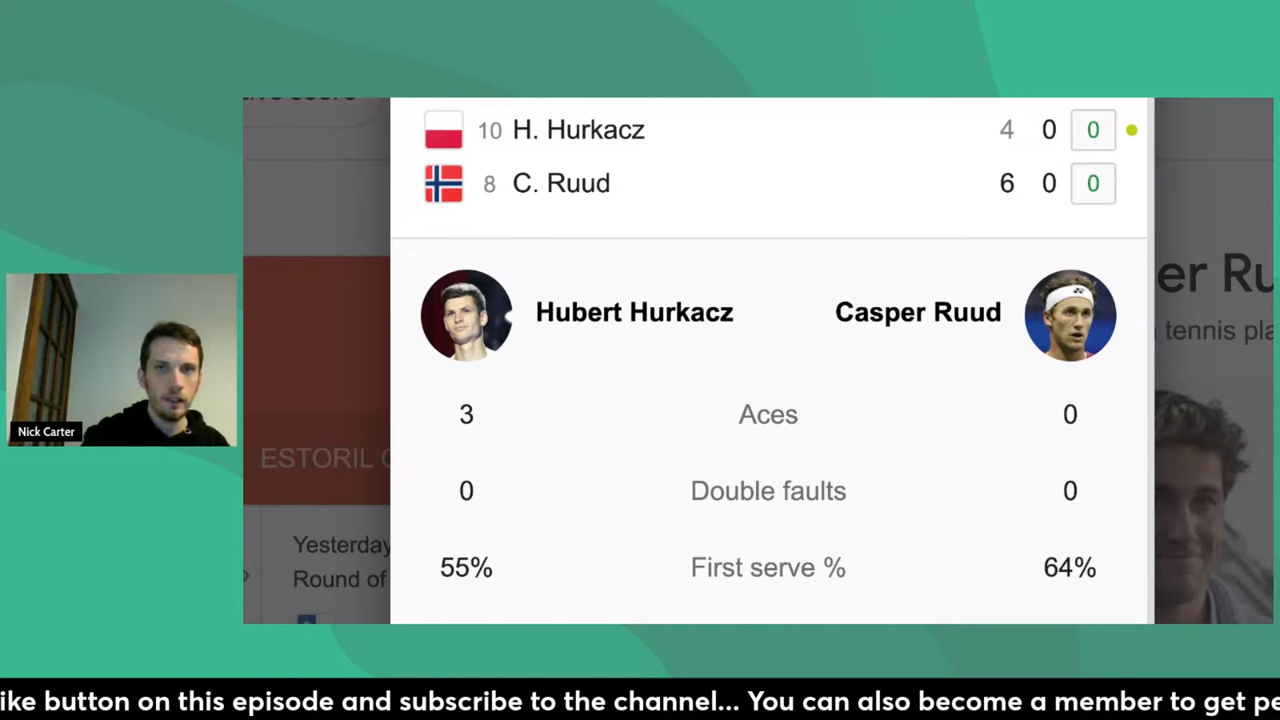 10 H. Hurkacz 4 0 0
8 C. Ruud 6 0 0
er Ru
Hubert Hurkacz Casper Ruud
tennis pla
3 Aces 0
Nick Carter
ESTORIL
0 Double faults 0
Yesterday
55% First serve % 64%
Round of
ike button on this episode and subscribe to the channel... You can also become a member to get pe